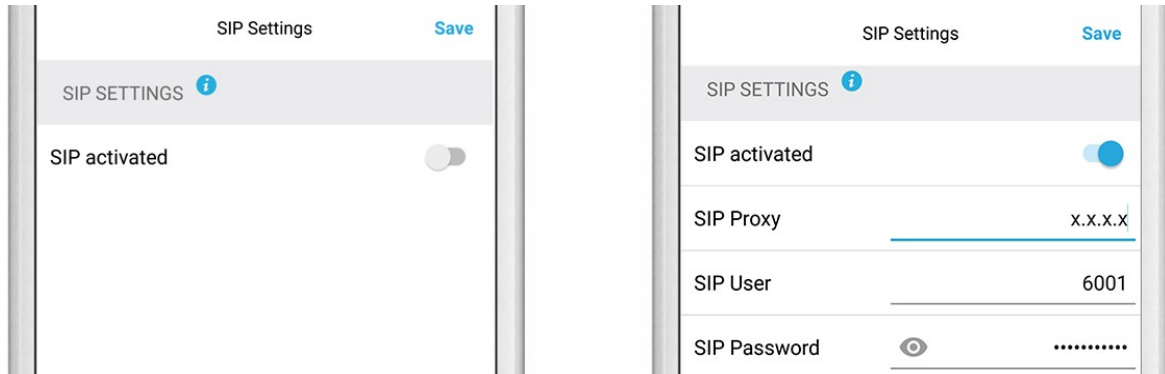 SIP Settings Save
SIP SETTINGS i
SIP activated
SIP Settings Save
SIP SETTINGS i
SIP activated
SIP Proxy x.x.x.x
SIP User 6001
SIP Password •••••••••••